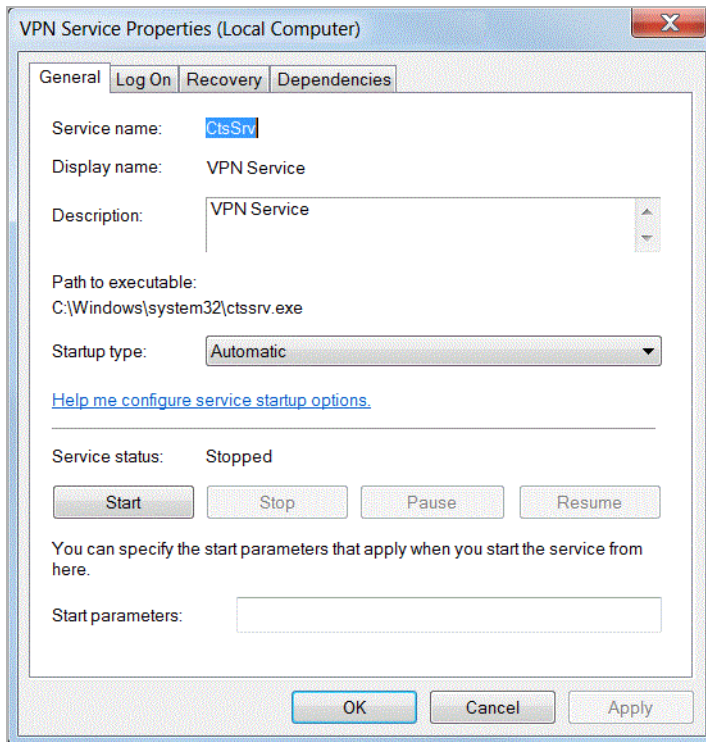 VPN Service Properties (Local Computer)
General Log On Recovery Dependencies
Service name: CtsSrv
Display name: VPN Service
Description: VPN Service
Path to executable:
C:\Windows\system32\ctssrv.exe
Startup type: Automatic
Help me configure service startup options.
Service status: Stopped
Start Stop Pause Resume
You can specify the start parameters that apply when you start the service from
here.
Start parameters:
OK Cancel Apply